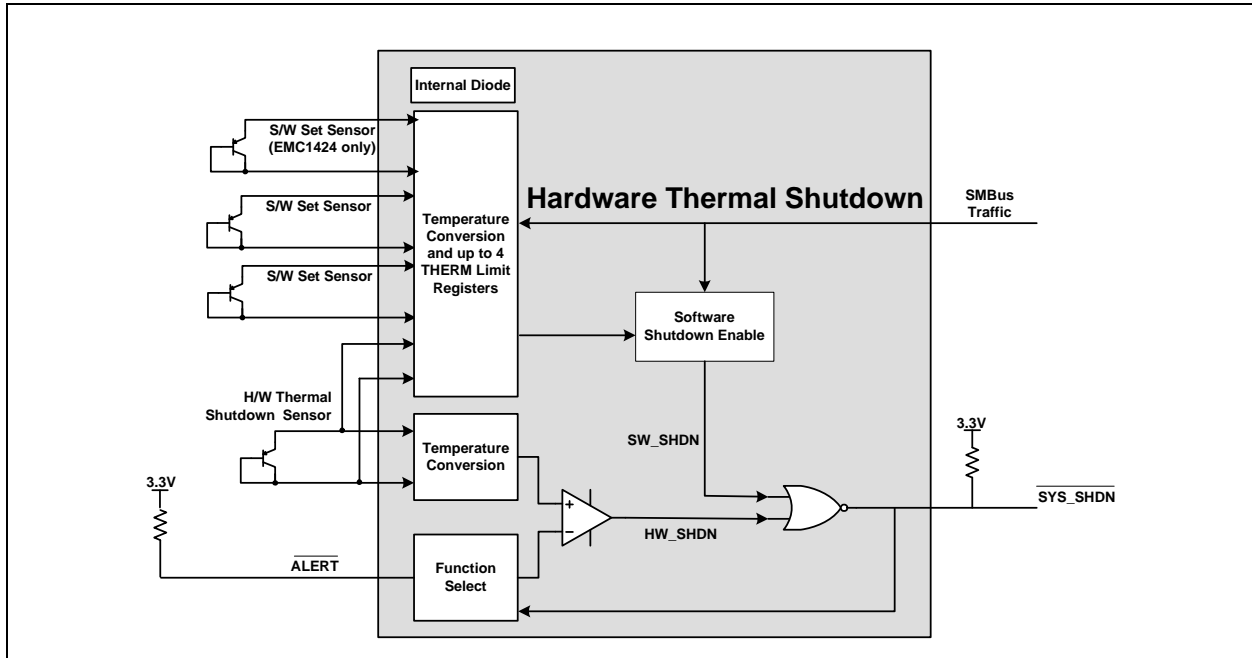 Internal Diode
S/W Set Sensor
(EMC1424 only)
S/W Set Sensor
S/W Set Sensor
Temperature
Conversion
and up to 4
THERM Limit
Registers
Hardware Thermal Shutdown
SMBus
Traffic
Software
Shutdown Enable
H/W Thermal
Shutdown Sensor
Temperature
Conversion
SW_SHDN
3.3V
SYS_SHDN
3.3V
+
−
HW_SHDN
ALERT
Function
Select